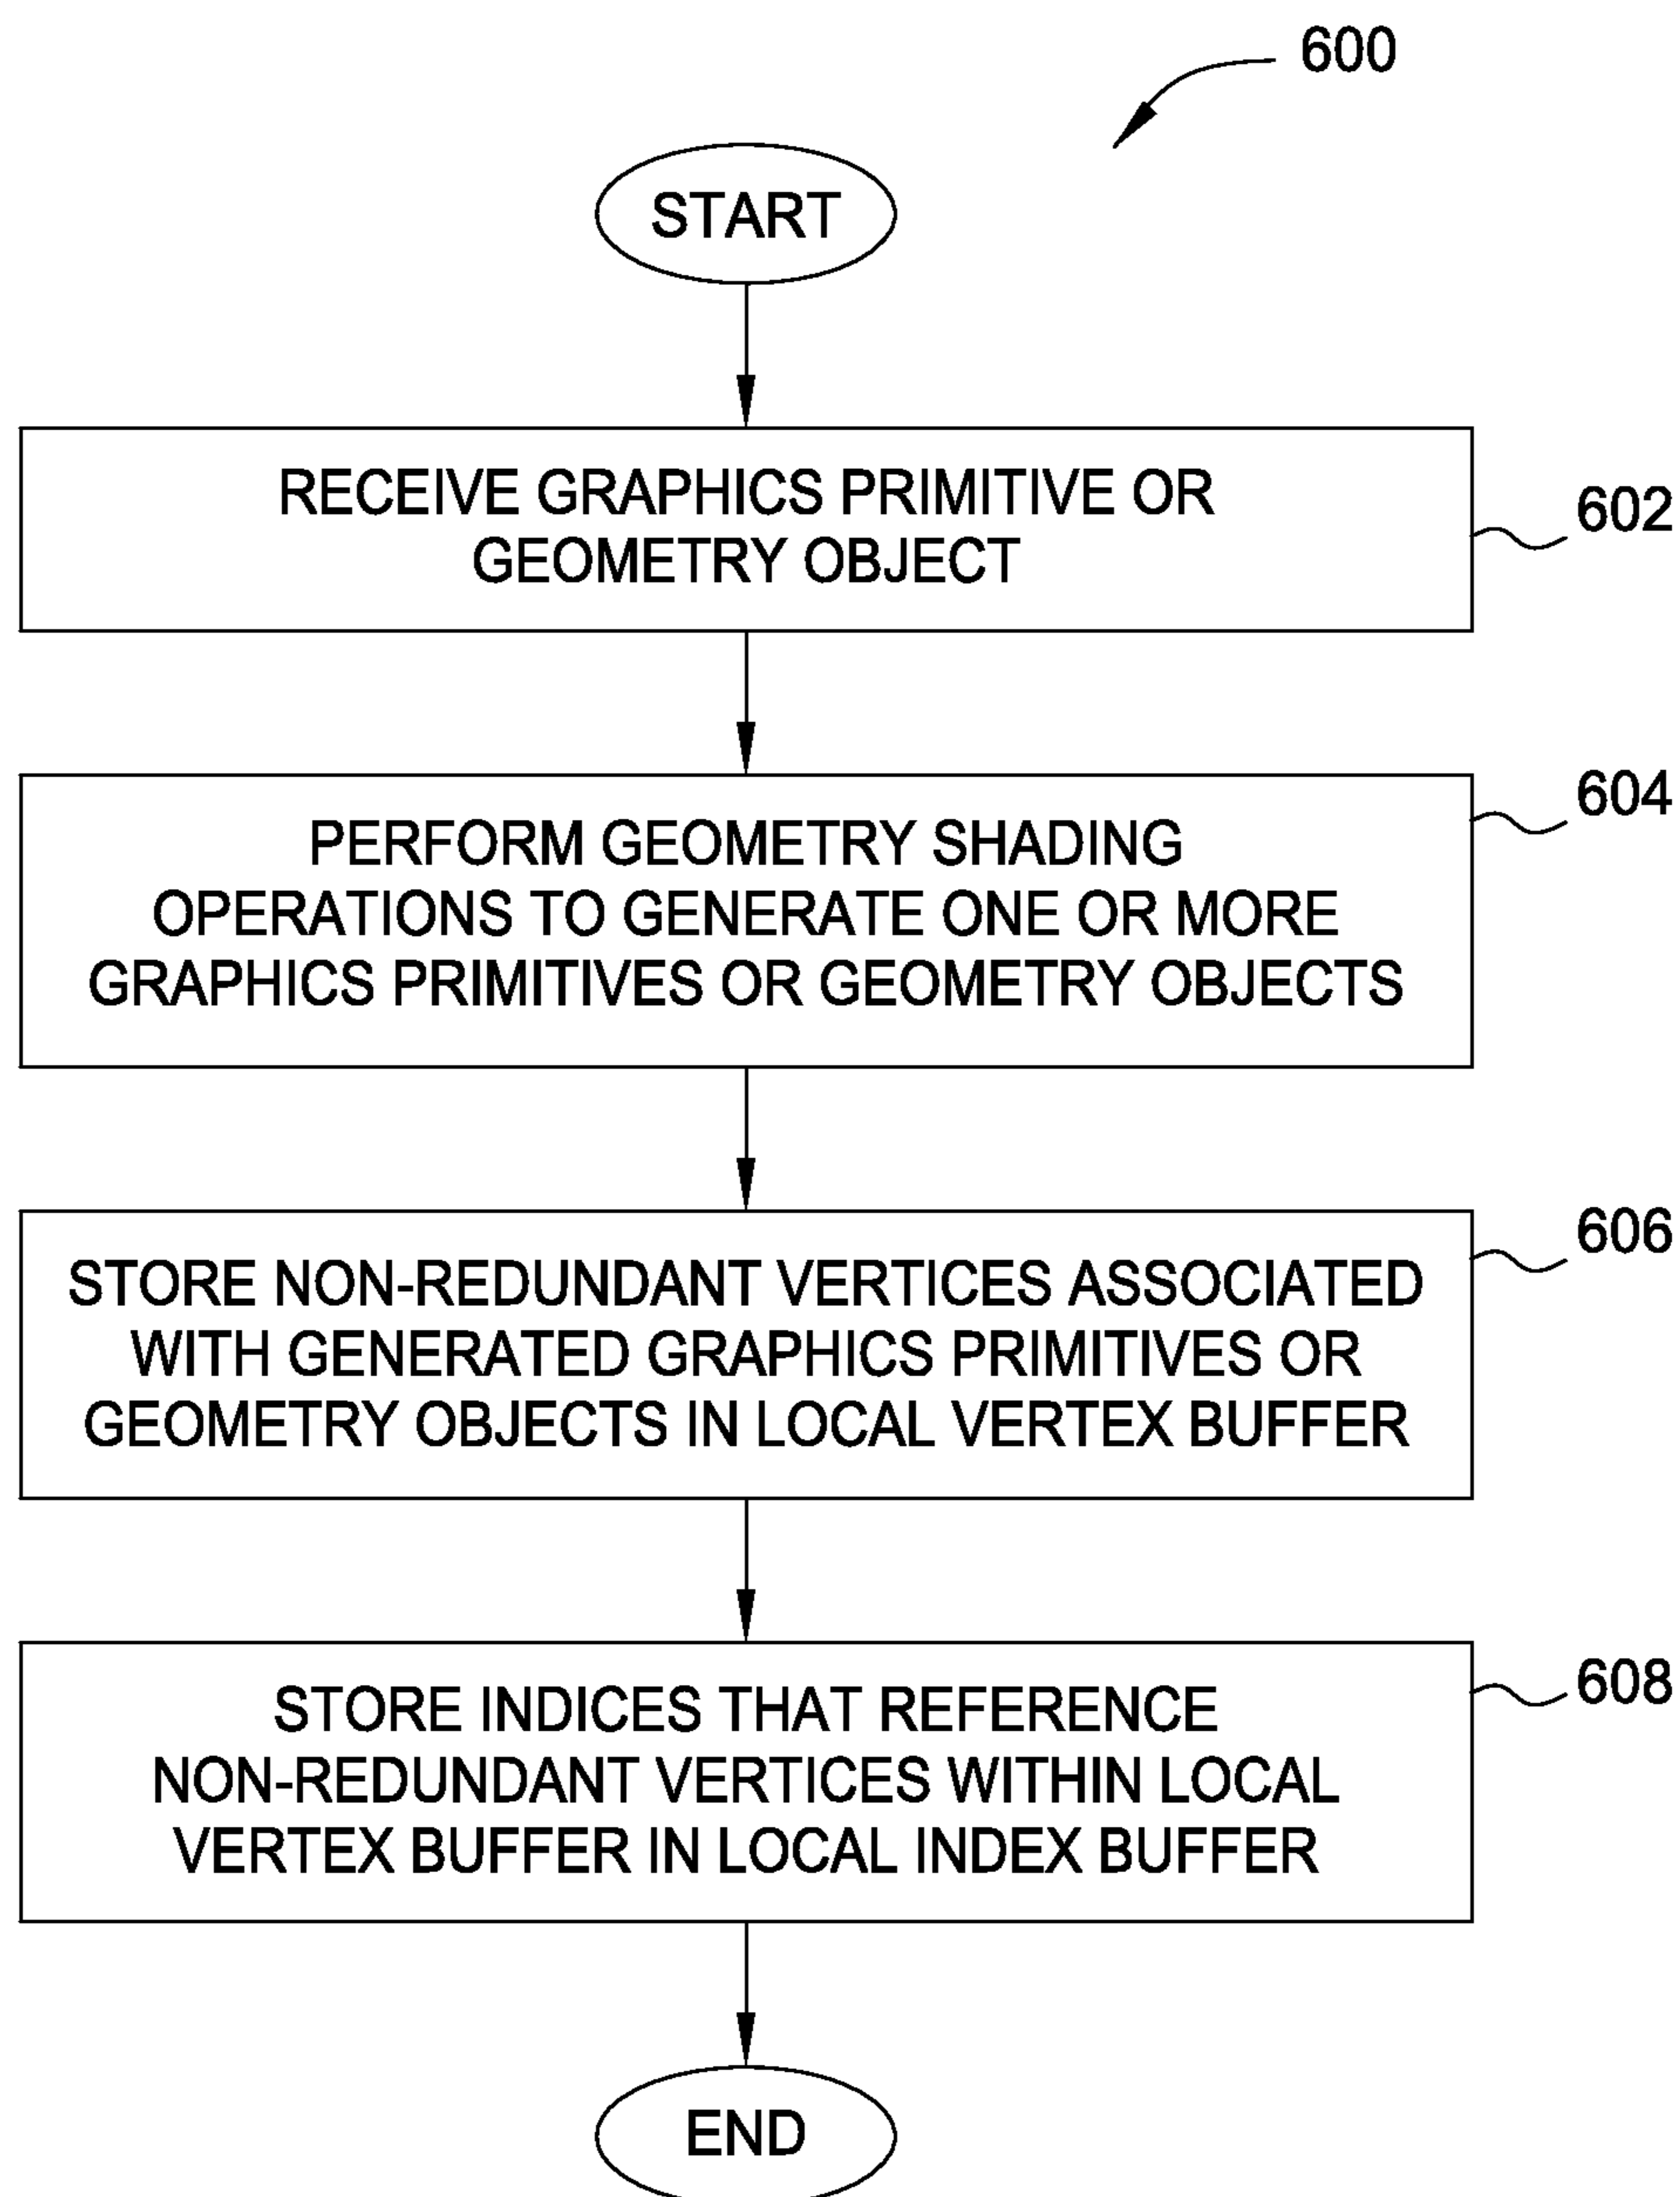 600
START
RECEIVE GRAPHICS PRIMITIVE OR
GEOMETRY OBJECT
602
PERFORM GEOMETRY SHADING
OPERATIONS TO GENERATE ONE OR MORE
GRAPHICS PRIMITIVES OR GEOMETRY OBJECTS
604
STORE NON-REDUNDANT VERTICES ASSOCIATED
WITH GENERATED GRAPHICS PRIMITIVES OR
GEOMETRY OBJECTS IN LOCAL VERTEX BUFFER
606
STORE INDICES THAT REFERENCE
NON-REDUNDANT VERTICES WITHIN LOCAL
VERTEX BUFFER IN LOCAL INDEX BUFFER
608
END